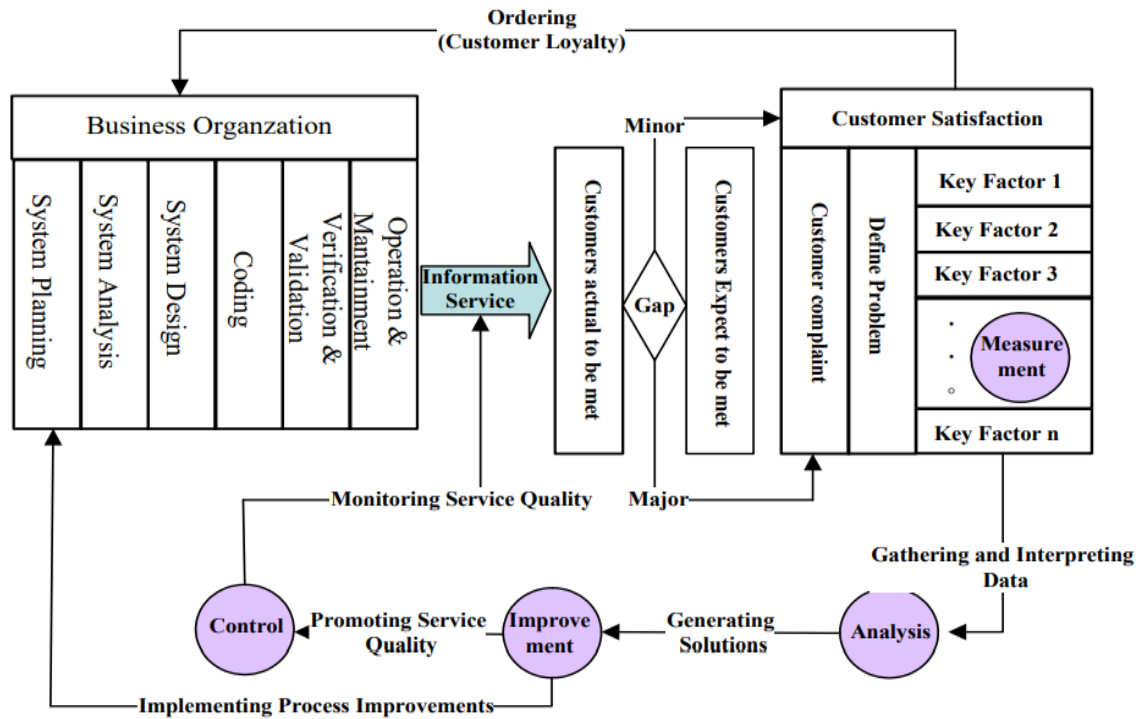 Ordering
(Customer Loyalty)
Business Organzation
System Planning
System Analysis
System Design
Coding
Verification &
Validation
Operation &
Mantainment
Information
Service
Customers actual to be met
Minor
Gap
Major
Customers Expect to be met
Customer Satisfaction
Customer complaint
Define Problem
Key Factor 1
Key Factor 2
Key Factor 3
Measure
ment
Key Factor n
Monitoring Service Quality
Gathering and Interpreting
Data
Control
Promoting Service
Quality
Improve
ment
Generating
Solutions
Analysis
Implementing Process Improvements